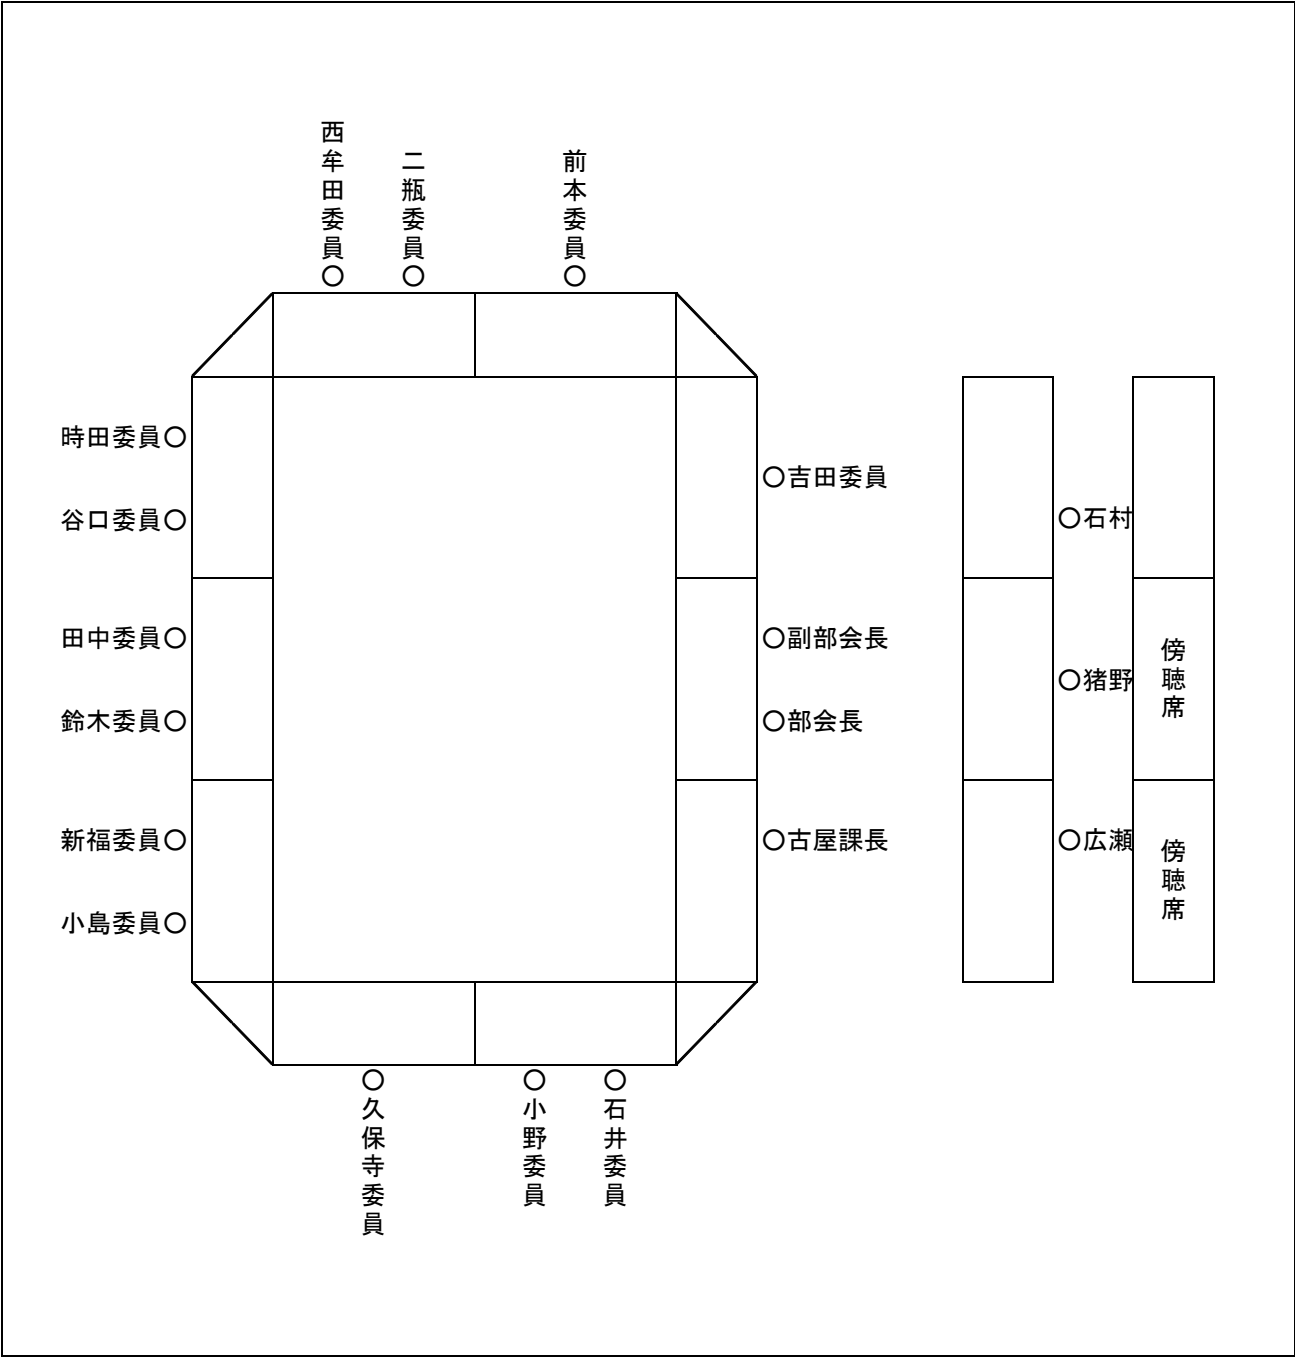 西牟田委員○
二瓶委員○
前本委員○
時田委員○
○吉田委員
谷口委員○
○石村
田中委員○
○副部会長
○猪野
傍聴席
鈴木委員○
○部会長
新福委員○
○古屋課長
○広瀬
傍聴席
小島委員○
○久保寺委員
○小野委員
○石井委員